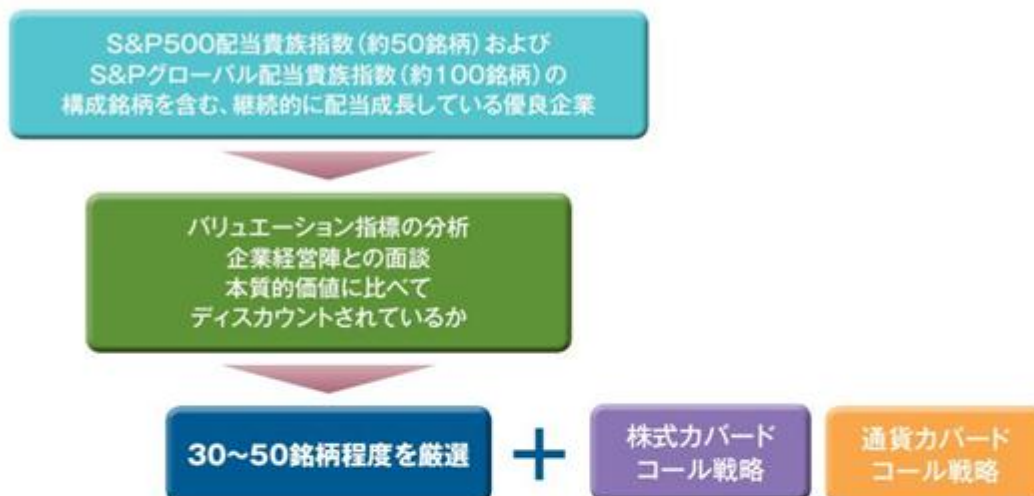 S&P500配当貴族指数(約50銘柄)および
S&Pグローバル配当貴族指数(約100銘柄)の
構成銘柄を含む、継続的に配当成長している優良企業
バリュエーション指標の分析
企業経営陣との面談
本質的価値に比べて
ディスカウントされているか
30～50銘柄程度を厳選
+
株式カバード
コール戦略
通貨カバード
コール戦略